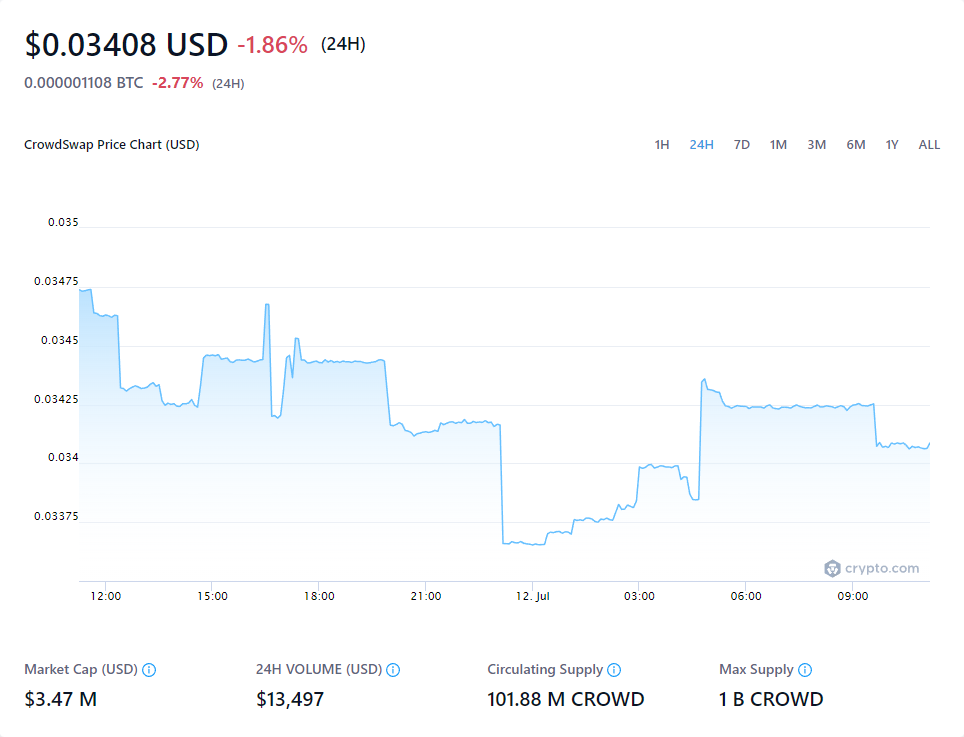 $0.03408 USD -1.86% (24H)
0.000001108 BTC -2.77% (24H)
CrowdSwap Price Chart (USD) 1H 24H 7D 1M 3M 6M 1Y ALL
0.035
0.03475
0.0345
0.03425
0.034
0.03375
crypto.com
12:00 15:00 18:00 21:00 12. Jul 03:00 06:00 09:00
Market Cap (USD) 24H VOLUME (USD) Circulating Supply Max Supply
$3.47 M $13,497 101.88 M CROWD 1 B CROWD